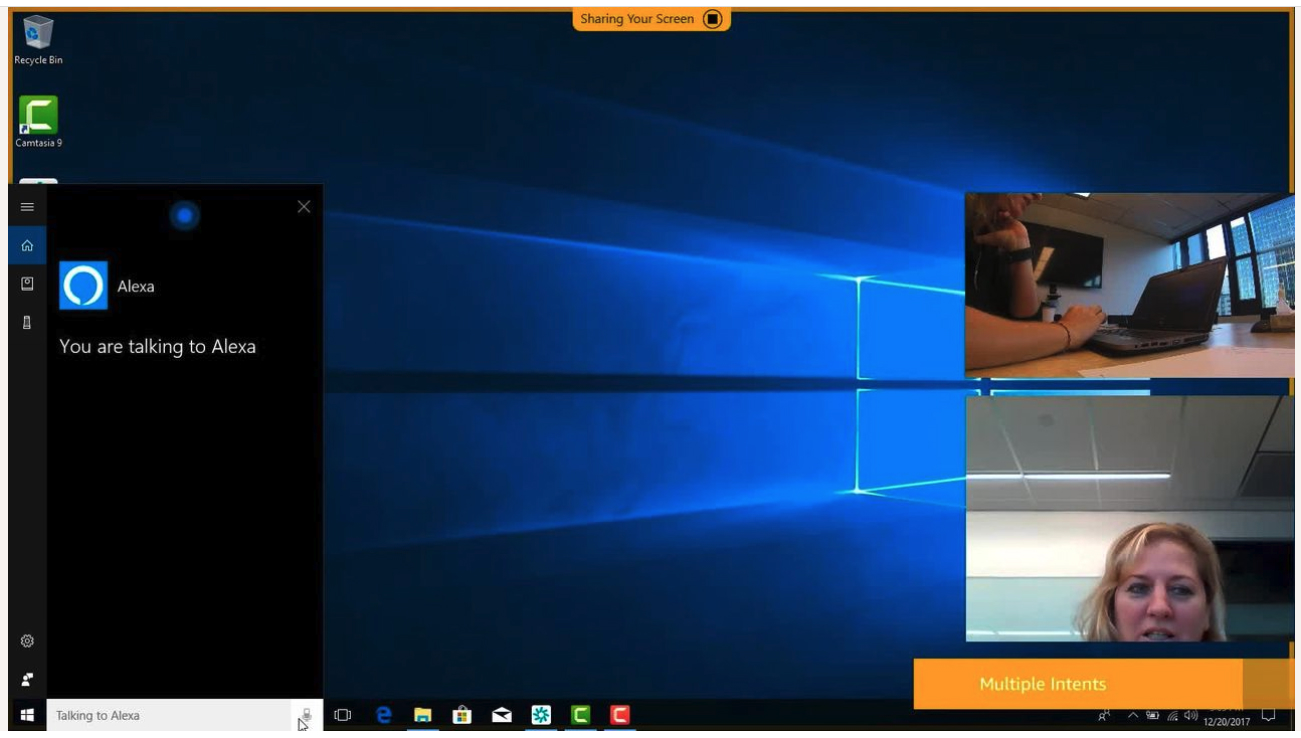 Sharing Your Screen
Recycle Bin
Camtasia 9
Alexa
You are talking to Alexa
Multiple Intents
Talking to Alexa
12/20/2017